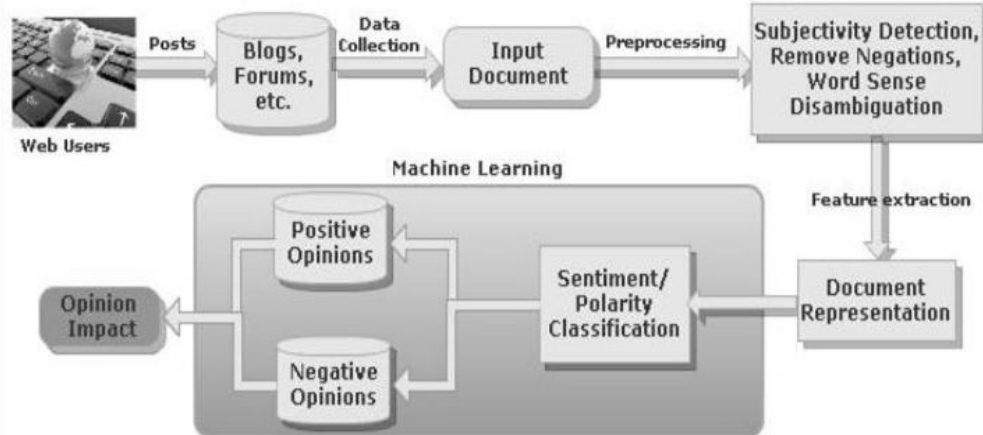 Posts
Data
Collection
Preprocessing
Blogs,
Forums,
etc.
Input
Document
Subjectivity Detection,
Remove Negations,
Word Sense
Disambiguation
Web Users
Machine Learning
Feature extraction
Positive
Opinions
Sentiment/
Polarity
Classification
Document
Representation
Opinion
Impact
Negative
Opinions